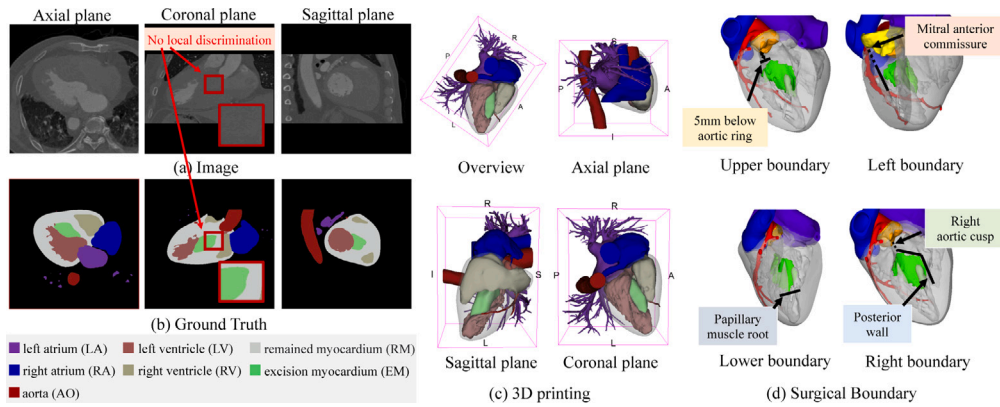 Axial plane
Coronal plane
Sagittal plane
No local discrimination
(a) Image
(b) Ground Truth
left atrium (LA)
left ventricle (LV)
remained myocardium (RM)
right atrium (RA)
right ventricle (RV)
excision myocardium (EM)
aorta (AO)
R
P
A
L
Overview
S
P
A
I
Axial plane
R
I
S
L
Sagittal plane
R
P
A
L
Coronal plane
(c) 3D printing
5mm below
aortic ring
Upper boundary
Mitral anterior
commissure
Left boundary
Papillary
muscle root
Lower boundary
Right
aortic cusp
Posterior
wall
Right boundary
(d) Surgical Boundary